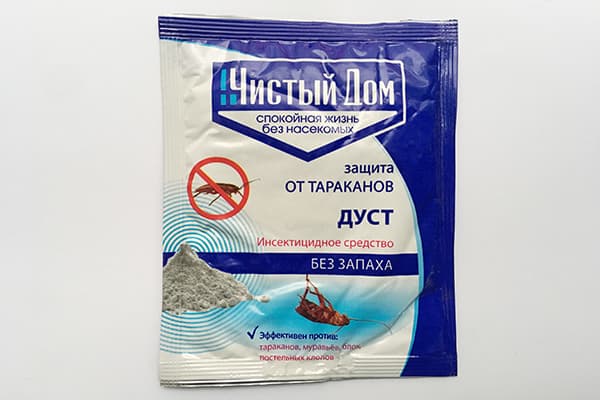 Чистый Дом
спокойная жизнь
без насекомых
защита
ОТ ТАРАКАНОВ
ДУСТ
Инсектицидное средство
БЕЗ ЗАПАХА
Эффективен против:
тараканов, муравьёв, блох,
постельных клопов